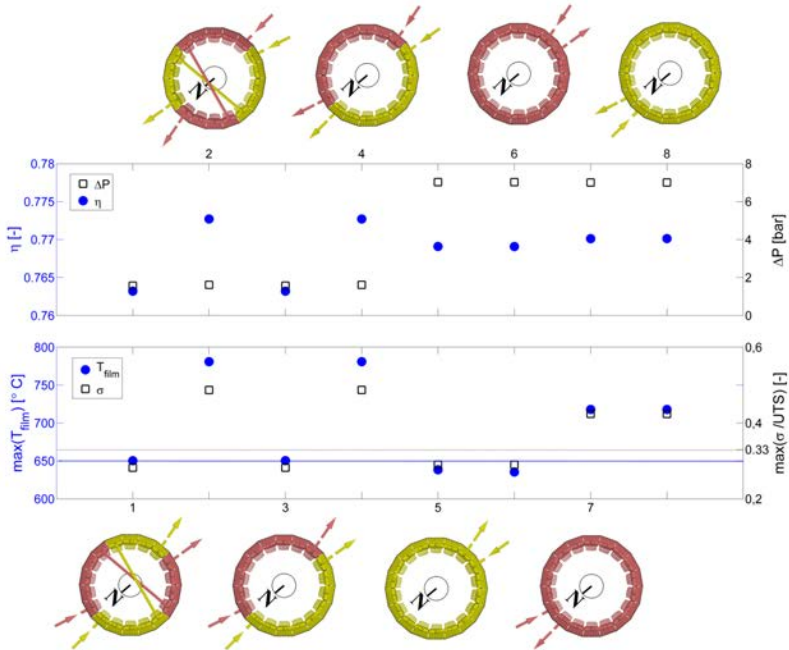 N
N
N
N
2
4
6
8
0.78
0.775
0.77
0.765
0.76
η [-]
ΔP
η
8
6
4
2
0
ΔP [bar]
800
750
700
650
600
max(T_film) [° C]
T_film
σ
0,6
0,4
0.33
0,2
max(σ /UTS) [-]
1
3
5
7
N
N
N
N